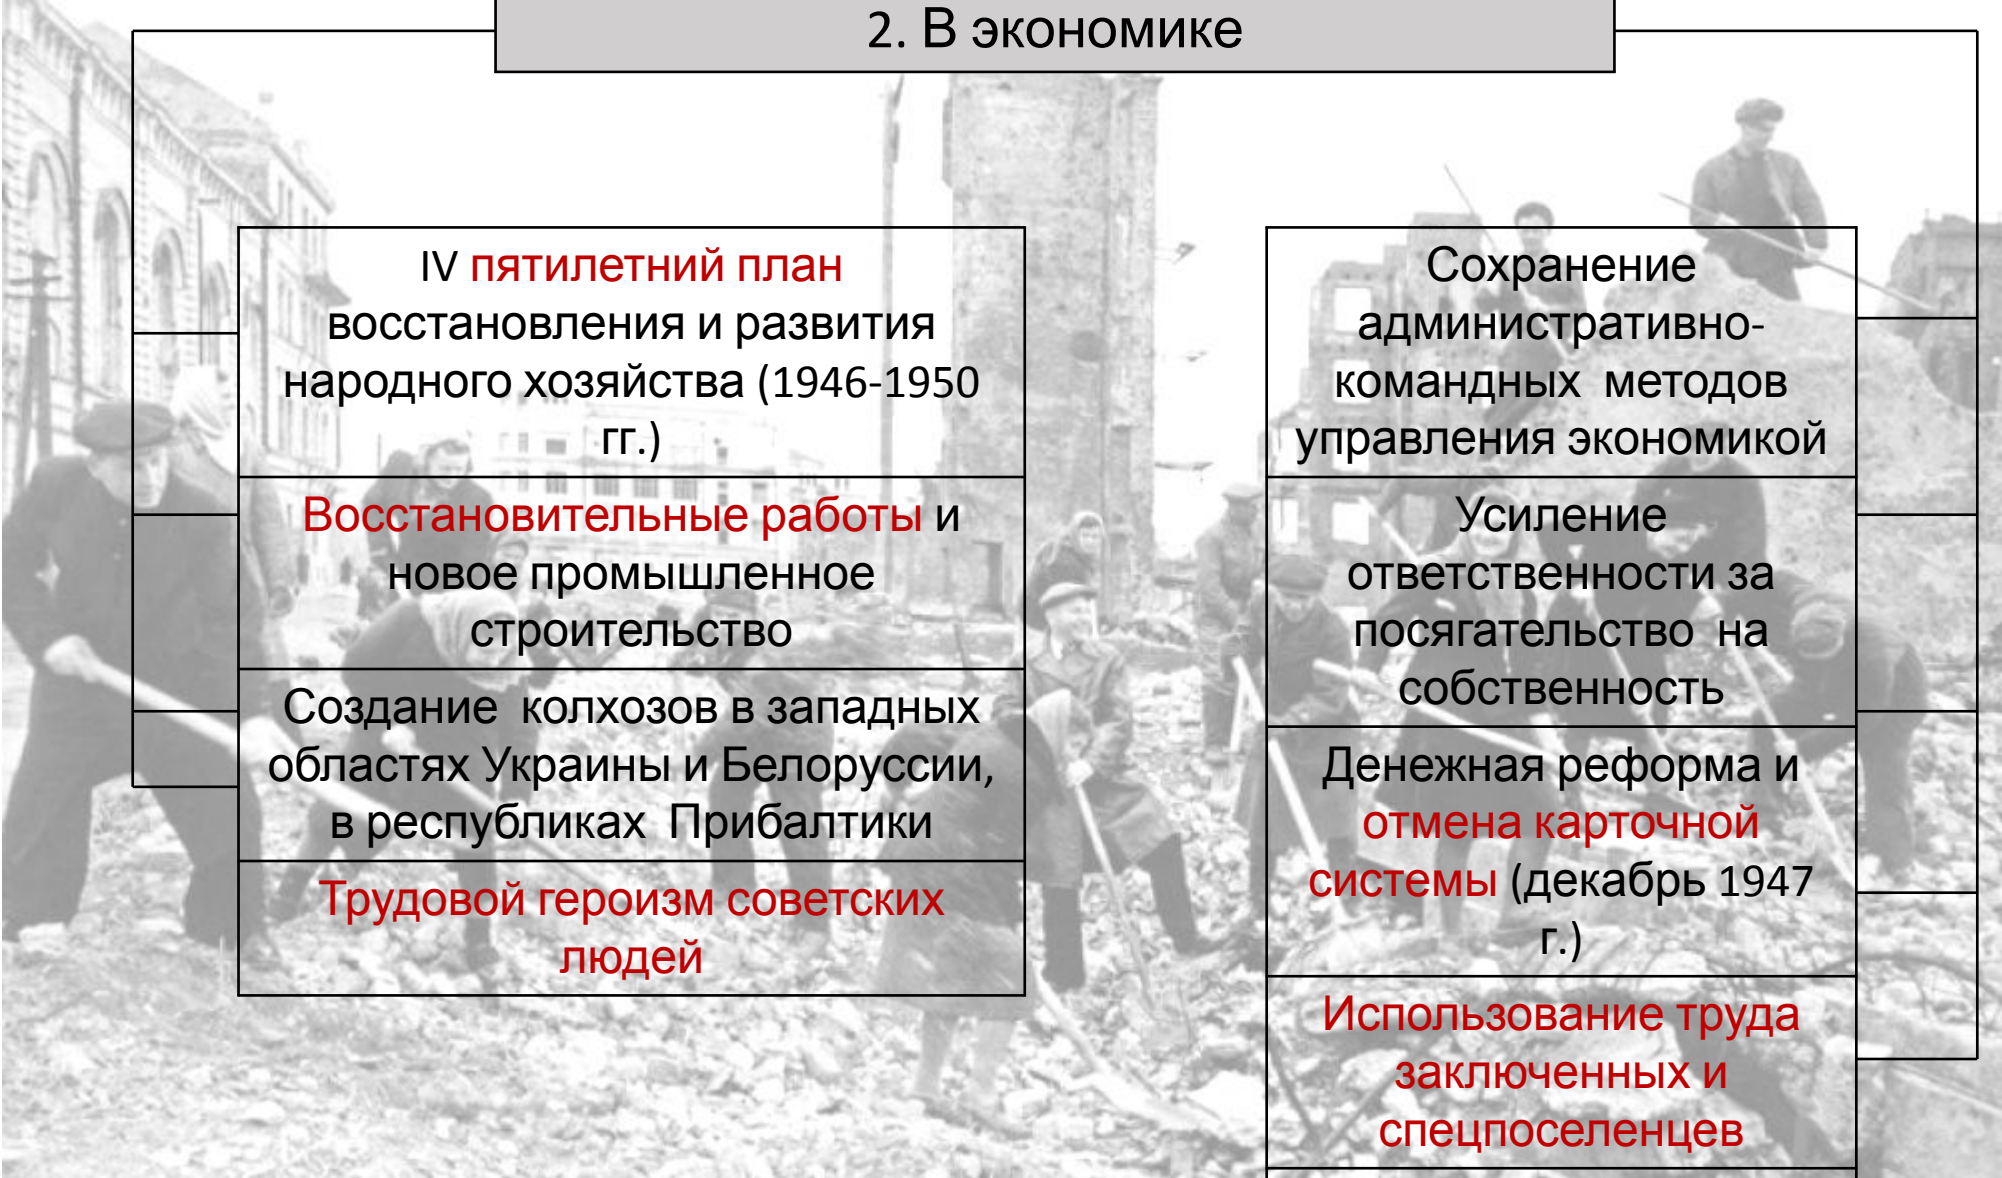 2. В экономике
IV пятилетний план
восстановления и развития
народного хозяйства (1946-1950
гг.)
Восстановительные работы и
новое промышленное
строительство
Создание колхозов в западных
областях Украины и Белоруссии,
в республиках Прибалтики
Трудовой героизм советских
людей
Сохранение
административно-
командных методов
управления экономикой
Усиление
ответственности за
посягательство на
собственность
Денежная реформа и
отмена карточной
системы (декабрь 1947
г.)
Использование труда
заключенных и
спецпоселенцев